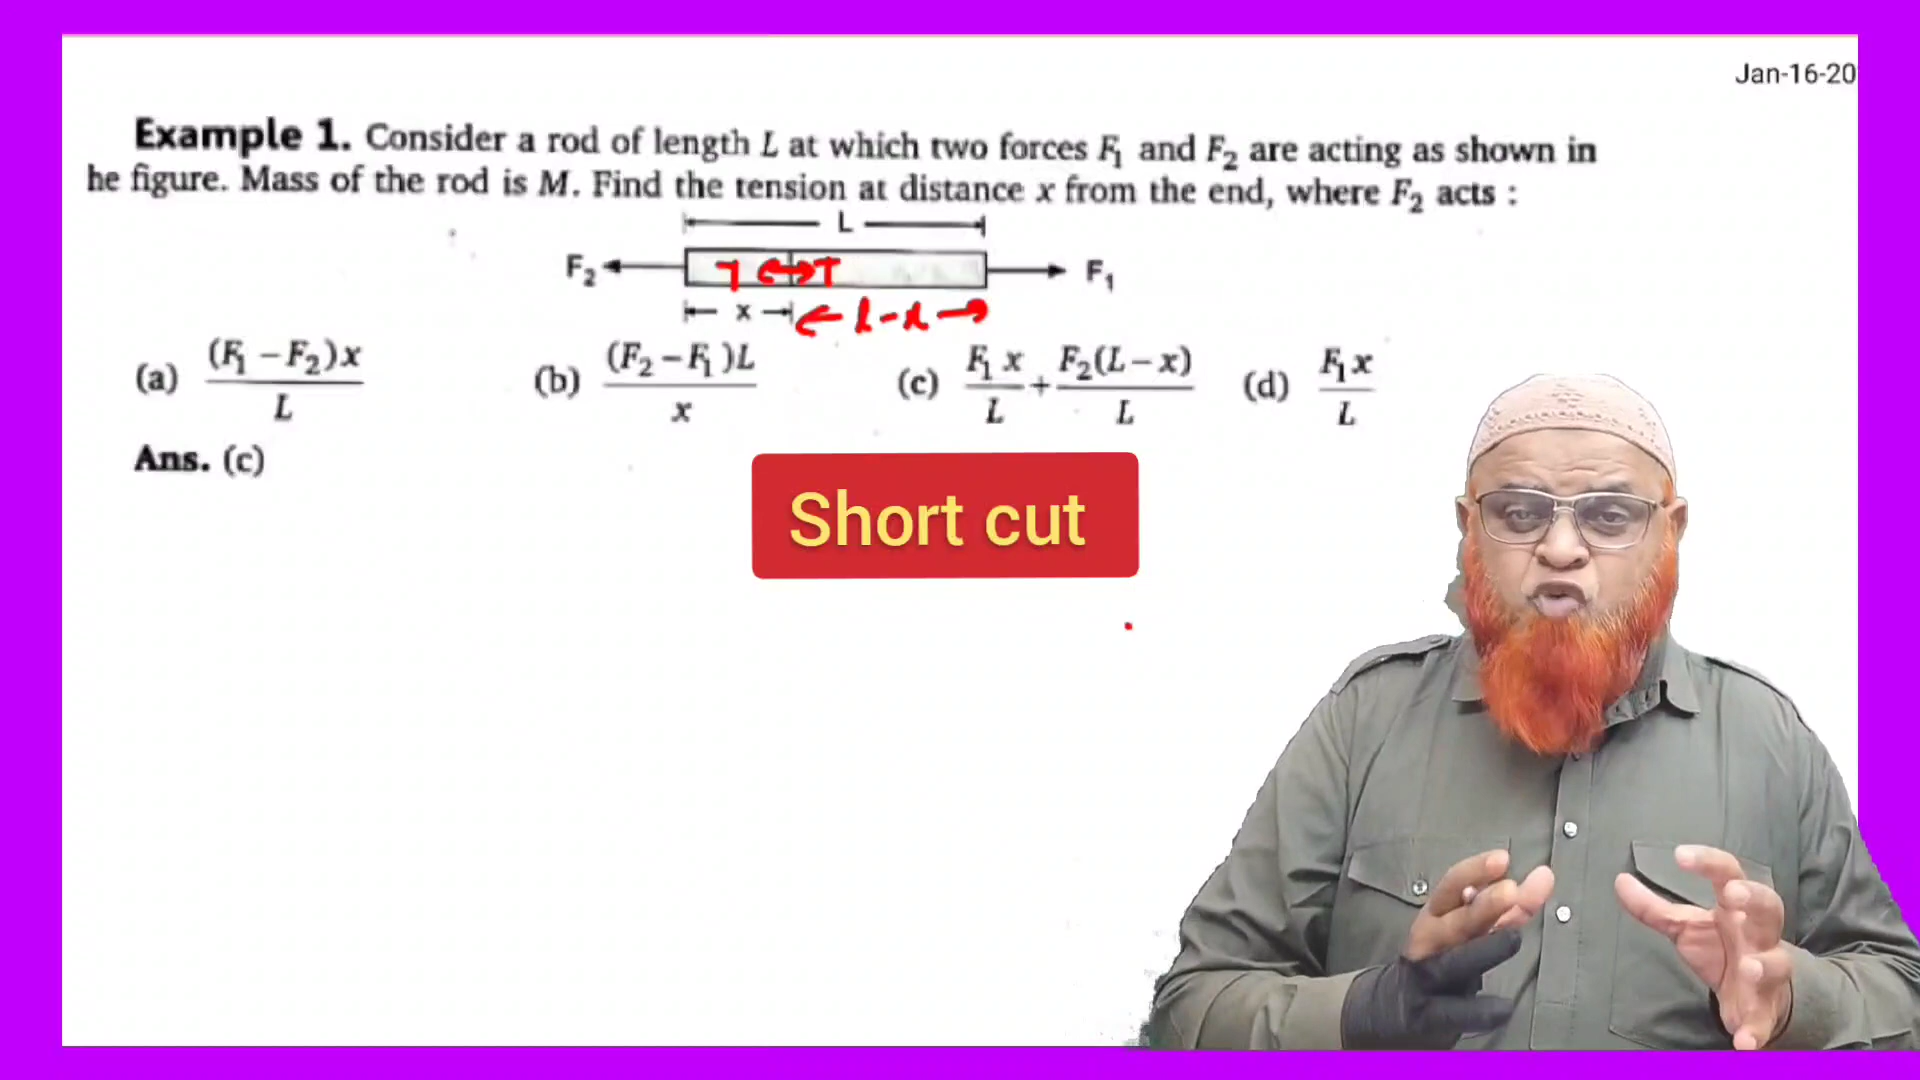 Jan-16-20
Example 1. Consider a rod of length L at which two forces F₁ and F₂ are acting as shown in
he figure. Mass of the rod is M. Find the tension at distance x from the end, where F₂ acts :
L
F₂ T T F₁
x l-x
(a) (F₁ – F₂)x / L (b) (F₂ – F₁)L / x (c) F₁ x / L + F₂(L – x) / L (d) F₁x / L
Ans. (c)
Short cut